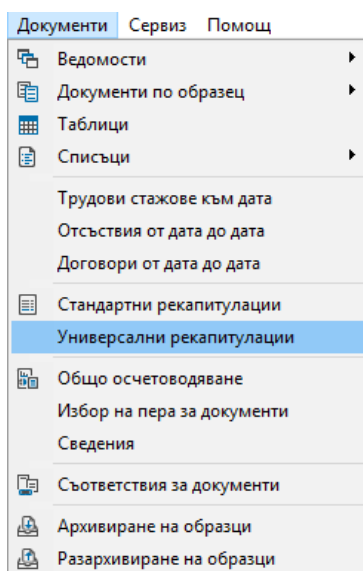 Документи Сервиз Помощ
Ведомости
Документи по образец
Таблици
Списъци
Трудови стажове към дата
Отсъствия от дата до дата
Договори от дата до дата
Стандартни рекапитулации
Универсални рекапитулации
Общо осчетоводяване
Избор на пера за документи
Сведения
Съответствия за документи
Архивиране на образци
Разархивиране на образци